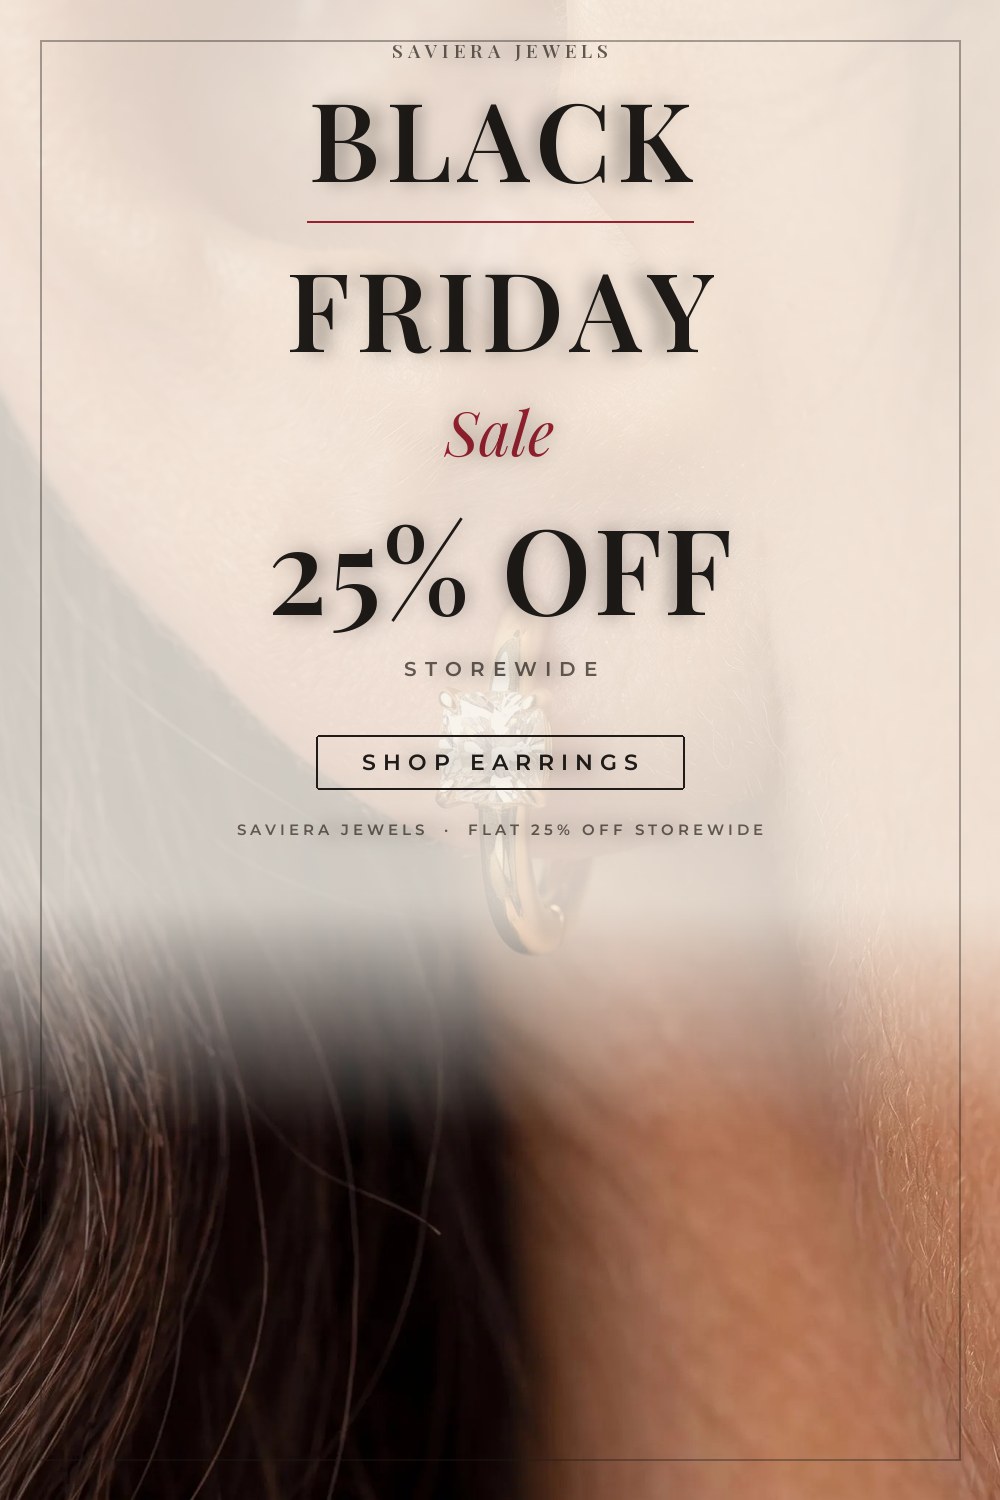 SAVIERA JEWELS
BLACK
FRIDAY
Sale
25% OFF
STOREWIDE
SHOP EARRINGS
SAVIERA JEWELS · FLAT 25% OFF STOREWIDE